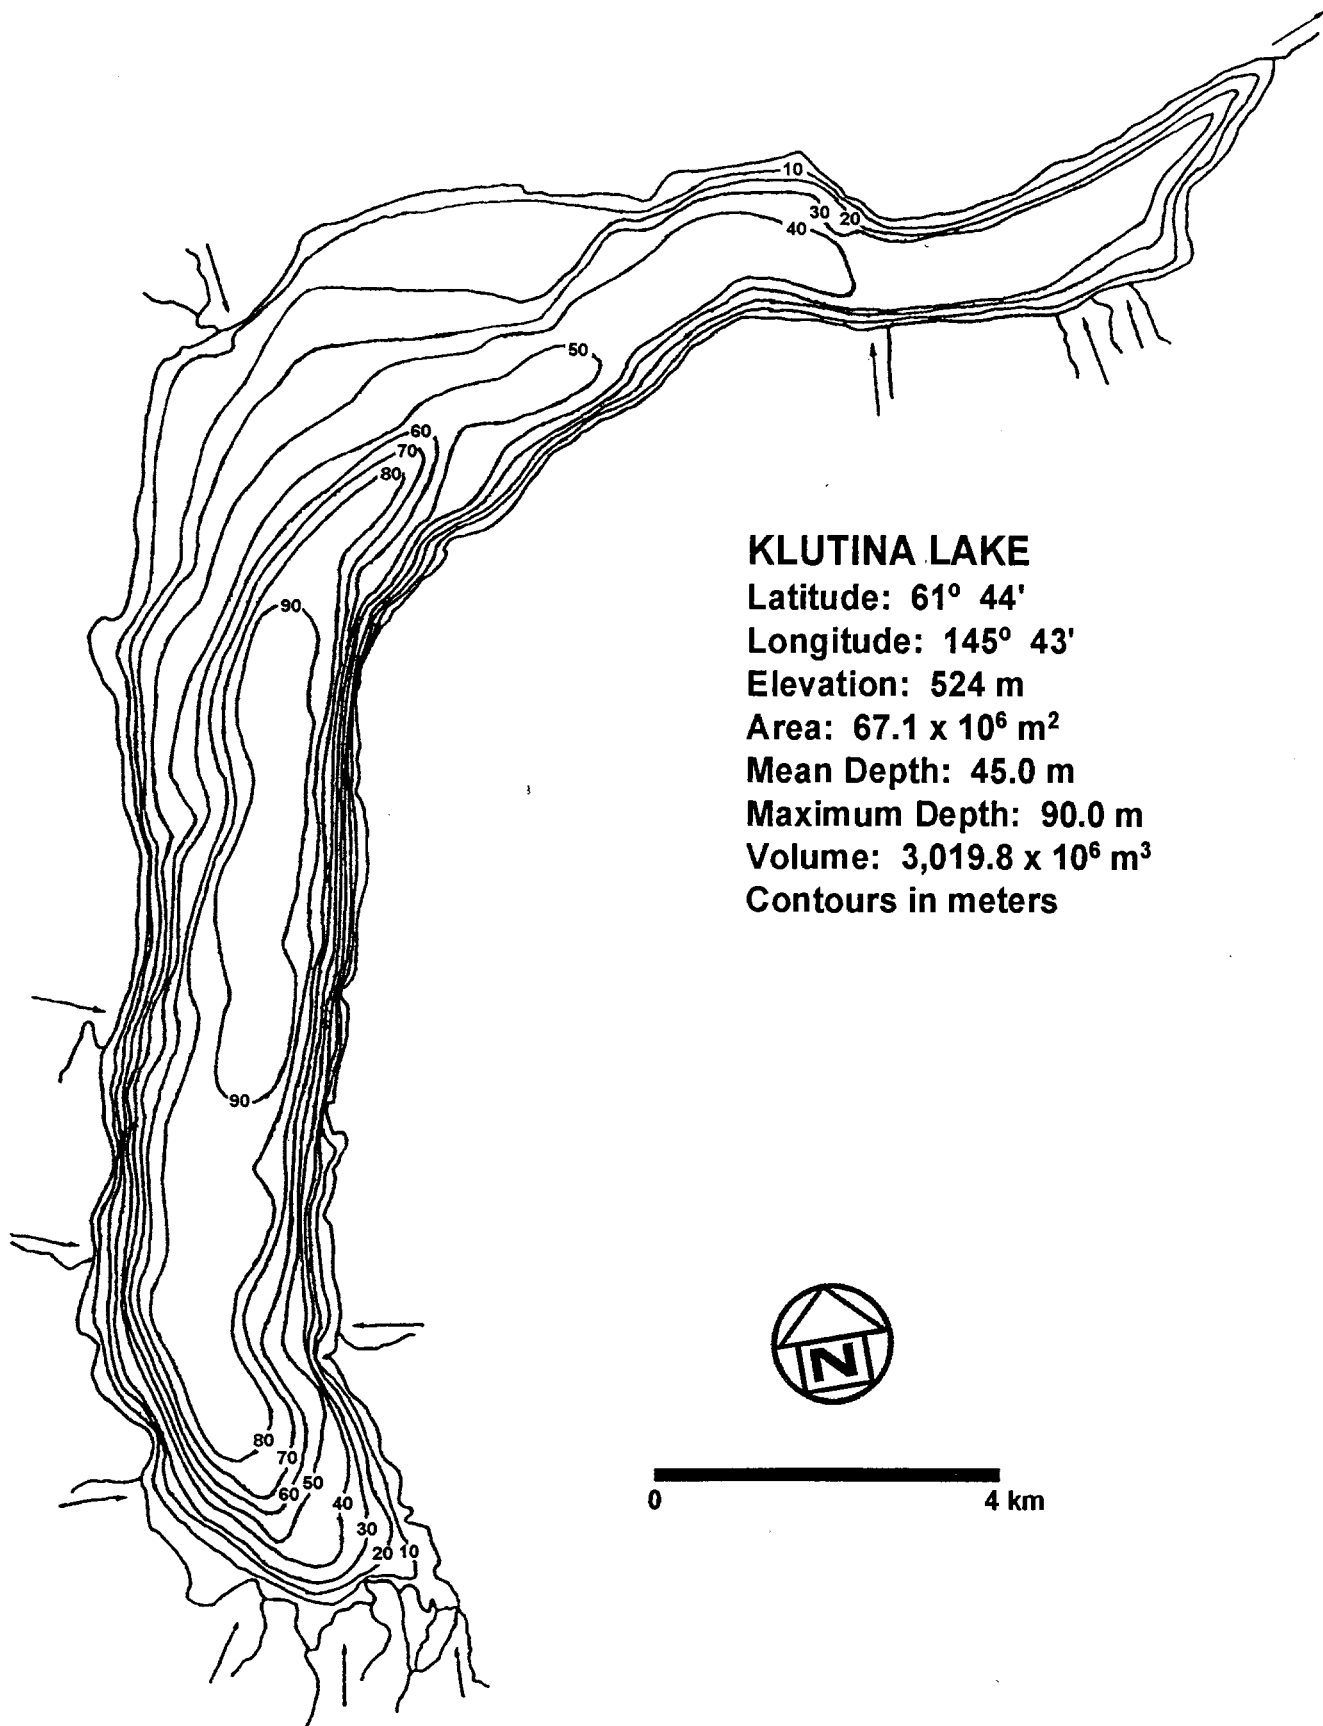 10
30 20
40
50
60
70
80
90
KLUTINA LAKE
Latitude: 61º 44'
Longitude: 145º 43'
Elevation: 524 m
Area: 67.1 x 10⁶ m²
Mean Depth: 45.0 m
Maximum Depth: 90.0 m
Volume: 3,019.8 x 10⁶ m³
Contours in meters
90
N
80
70
60 50
40
30
20 10
0 4 km